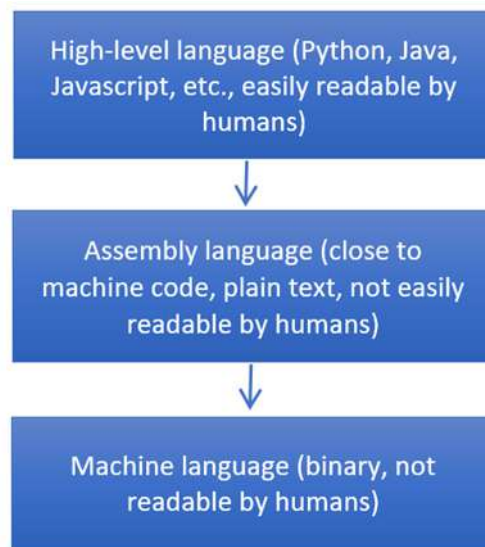 High-level language (Python, Java,
Javascript, etc., easily readable by
humans)
Assembly language (close to
machine code, plain text, not easily
readable by humans)
Machine language (binary, not
readable by humans)